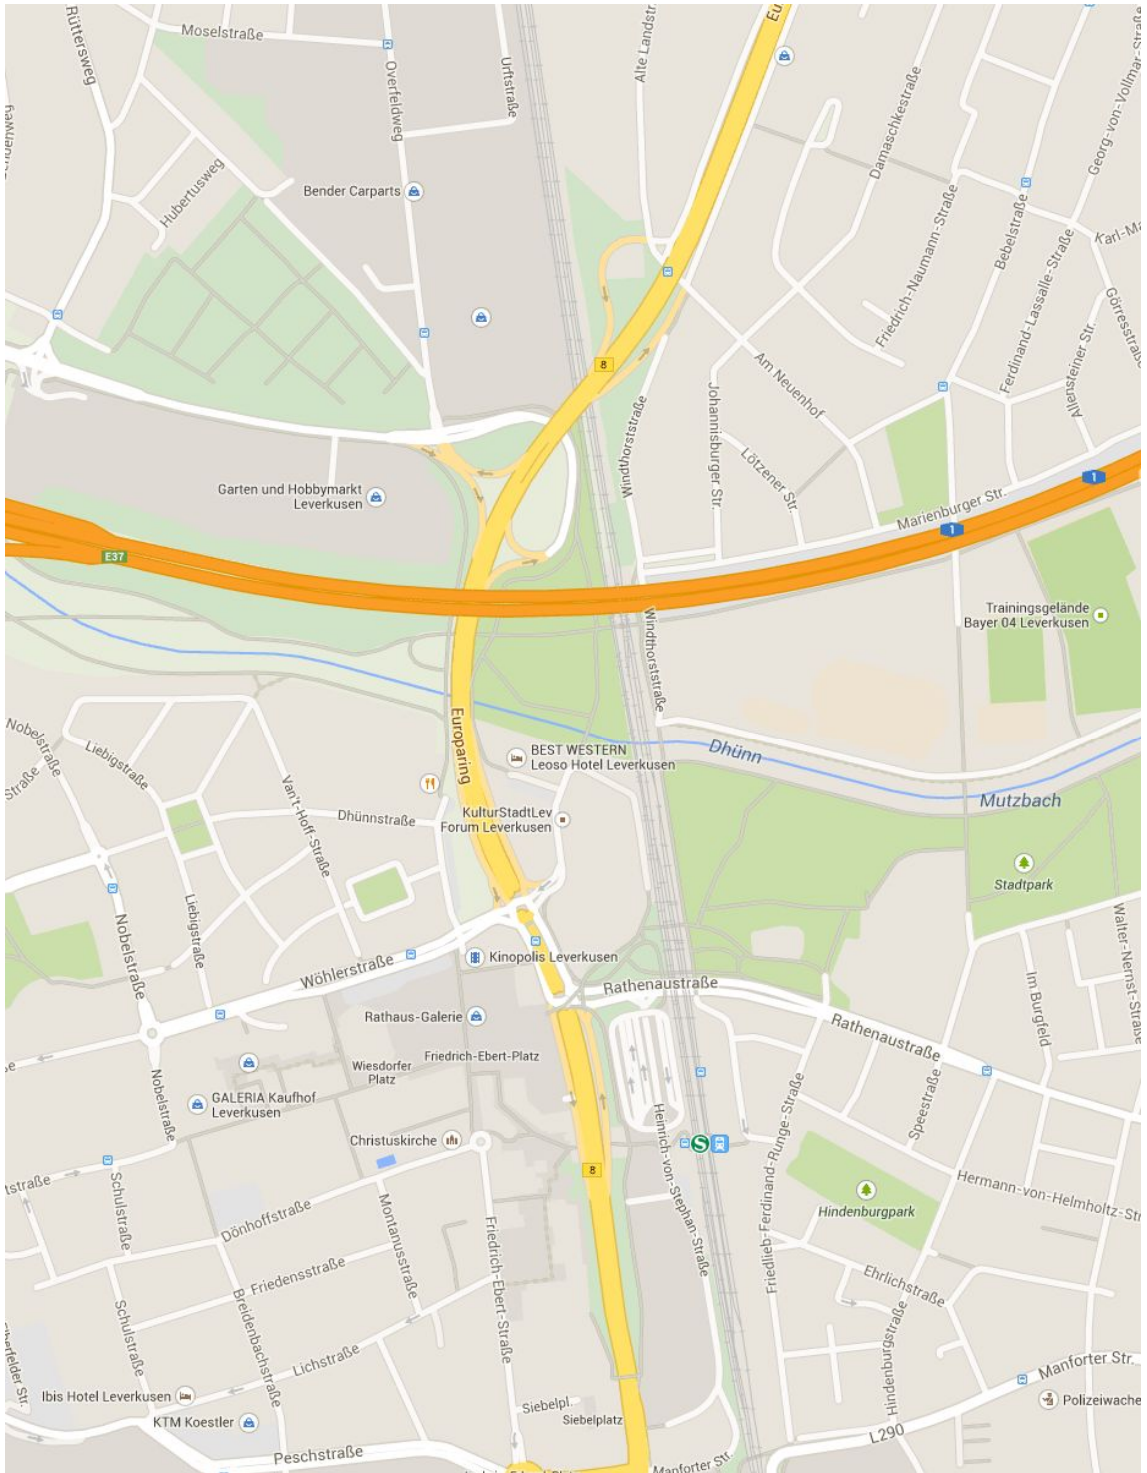 Rüttersweg
Moselstraße
Overfeldweg
Urftstraße
Alte Landstr.
Eu
Damaschkestraße
Georg-von-Vollmar-Straße
Hubertusweg
Bender Carparts
Friedrich-Naumann-Straße
Bebelstraße
Ferdinand-Lassalle-Straße
Karl-Ma
Görresstraße
Allensteiner Str.
8
Am Neuenhof
Johannisburger Str.
Windthorststraße
Lötzener Str.
Garten und Hobbymarkt
Leverkusen
Marienburger Str.
1
1
E37
Trainingsgelände
Bayer 04 Leverkusen
Windthorststraße
Nobelstraße
Straße
Liebigstraße
Van't-Hoff-Straße
Europaring
BEST WESTERN
Leoso Hotel Leverkusen
Dhünn
Mutzbach
Dhünnstraße
KulturStadtLev
Forum Leverkusen
Stadtpark
Liebigstraße
Nobelstraße
Wöhlerstraße
Kinopolis Leverkusen
Walter-Nernst-Straße
Im Burgfeld
Rathenaustraße
Rathaus-Galerie
Rathenaustraße
Friedrich-Ebert-Platz
Wiesdorfer
Platz
Nobelstraße
GALERIA Kaufhof
Leverkusen
Christuskirche
Heinrich-von-Stephan-Straße
S
Friedlieb-Ferdinand-Runge-Straße
Speestraße
8
Hindenburgpark
Hermann-von-Helmholtz-Str
tstraße
Schulstraße
Dönhoffstraße
Montanusstraße
Friedrich-Ebert-Straße
Friedensstraße
Breidenbachstraße
Ehrlichstraße
Schulstraße
Lichstraße
Hindenburgstraße
Manforter Str.
Ibis Hotel Leverkusen
KTM Koestler
Siebelpl.
Siebelplatz
Polizeiwache
L290
Peschstraße
Manforter Str.